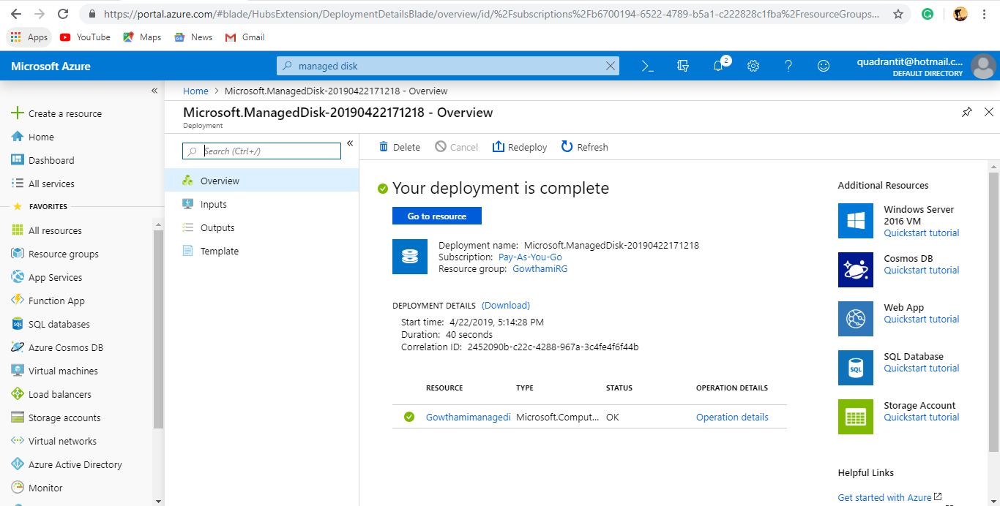 https://portal.azure.com/#blade/HubsExtension/DeploymentDetailsBlade/overview/id/%2Fsubscriptions%2Fb6700194-6522-4789-b5a1-c222828c1fba%2FresourceGroups...
Apps YouTube Maps News Gmail
Microsoft Azure
managed disk
2
quadrantit@hotmail.c...
DEFAULT DIRECTORY
«
Create a resource
Home
Dashboard
All services
FAVORITES
All resources
Resource groups
App Services
Function App
SQL databases
Azure Cosmos DB
Virtual machines
Load balancers
Storage accounts
Virtual networks
Azure Active Directory
Monitor
Home > Microsoft.ManagedDisk-20190422171218 - Overview
Microsoft.ManagedDisk-20190422171218 - Overview
Deployment
Search (Ctrl+/)
«
Overview
Inputs
Outputs
Template
Delete Cancel Redeploy Refresh
Your deployment is complete
Go to resource
Deployment name: Microsoft.ManagedDisk-20190422171218
Subscription: Pay-As-You-Go
Resource group: GowthamiRG
DEPLOYMENT DETAILS (Download)
Start time: 4/22/2019, 5:14:28 PM
Duration: 40 seconds
Correlation ID: 2452090b-c22c-4288-967a-3c4fe4f6f44b
RESOURCE TYPE STATUS OPERATION DETAILS
Gowthamimanagedi Microsoft.Comput... OK Operation details
Additional Resources
Windows Server
2016 VM
Quickstart tutorial
Cosmos DB
Quickstart tutorial
Web App
Quickstart tutorial
SQL
SQL Database
Quickstart tutorial
Storage Account
Quickstart tutorial
Helpful Links
Get started with Azure